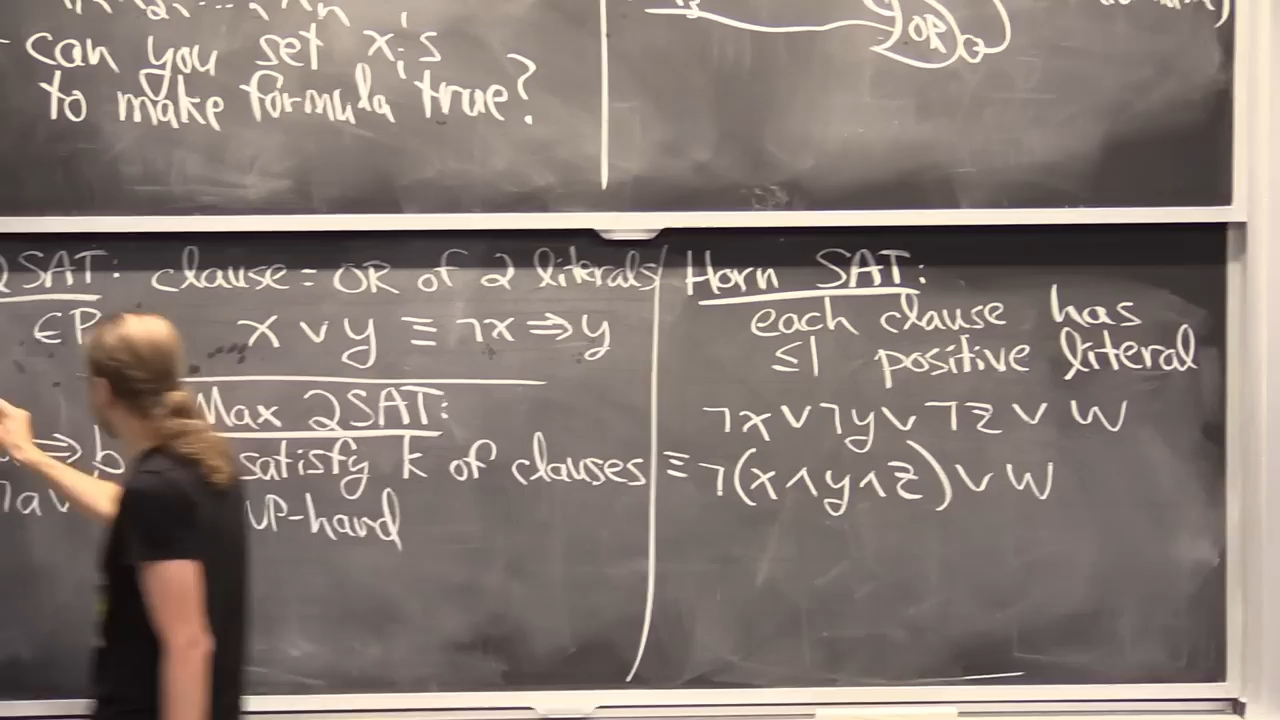 can you set xᵢ's
to make formula true?
OR
2SAT: clause = OR of 2 literals
∈P
x ∨ y ≡ ¬x ⇒ y
Max 2SAT:
⇒ b
satisfy k of clauses
¬a ∨
NP-hard
Horn SAT:
each clause has
≤1 positive literal
¬x ∨ ¬y ∨ ¬z ∨ w
≡ ¬(x ∧ y ∧ z) ∨ w